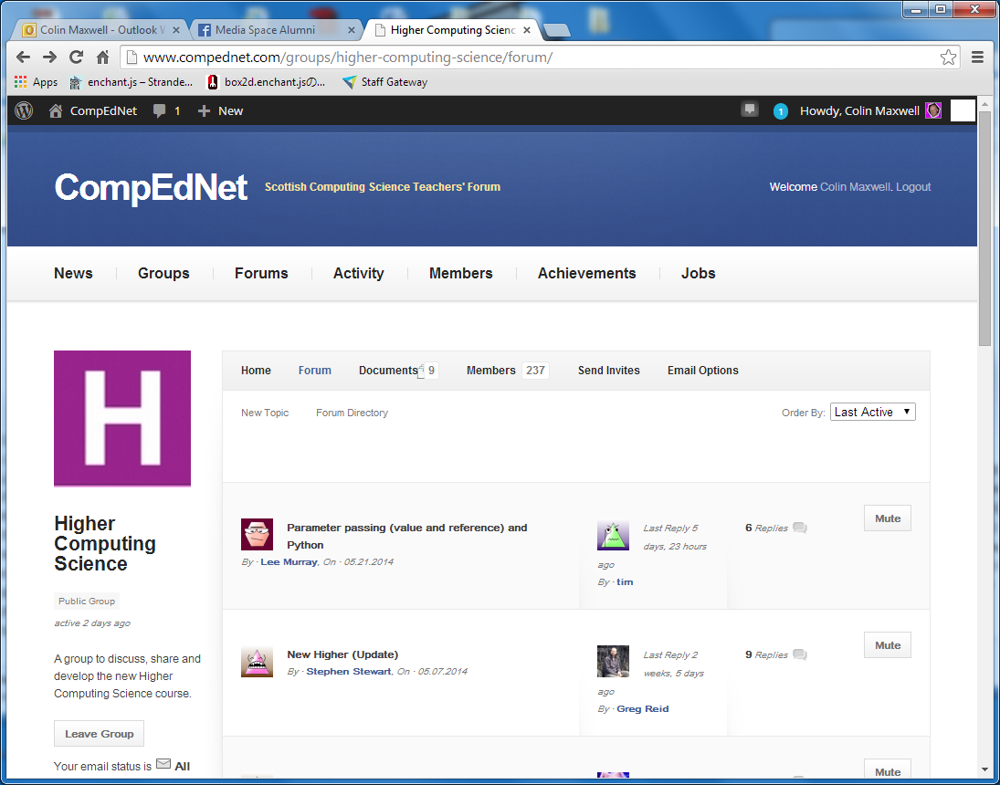 Colin Maxwell - Outlook W
Media Space Alumni
Higher Computing Scienc
www.compednet.com/groups/higher-computing-science/forum/
Apps
enchant.js – Strande...
box2d.enchant.jsの...
Staff Gateway
CompEdNet
1
New
1
Howdy, Colin Maxwell
CompEdNet
Scottish Computing Science Teachers' Forum
Welcome Colin Maxwell. Logout
News
Groups
Forums
Activity
Members
Achievements
Jobs
H
Higher
Computing
Science
Public Group
active 2 days ago
A group to discuss, share and
develop the new Higher
Computing Science course.
Leave Group
Your email status is All
Home
Forum
Documents 9
Members 237
Send Invites
Email Options
New Topic
Forum Directory
Order By: Last Active
Parameter passing (value and reference) and
Python
By · Lee Murray, On · 05.21.2014
Last Reply 5
days, 23 hours
ago
By · tim
6 Replies
Mute
New Higher (Update)
By · Stephen Stewart, On · 05.07.2014
Last Reply 2
weeks, 5 days
ago
By · Greg Reid
9 Replies
Mute
Mute